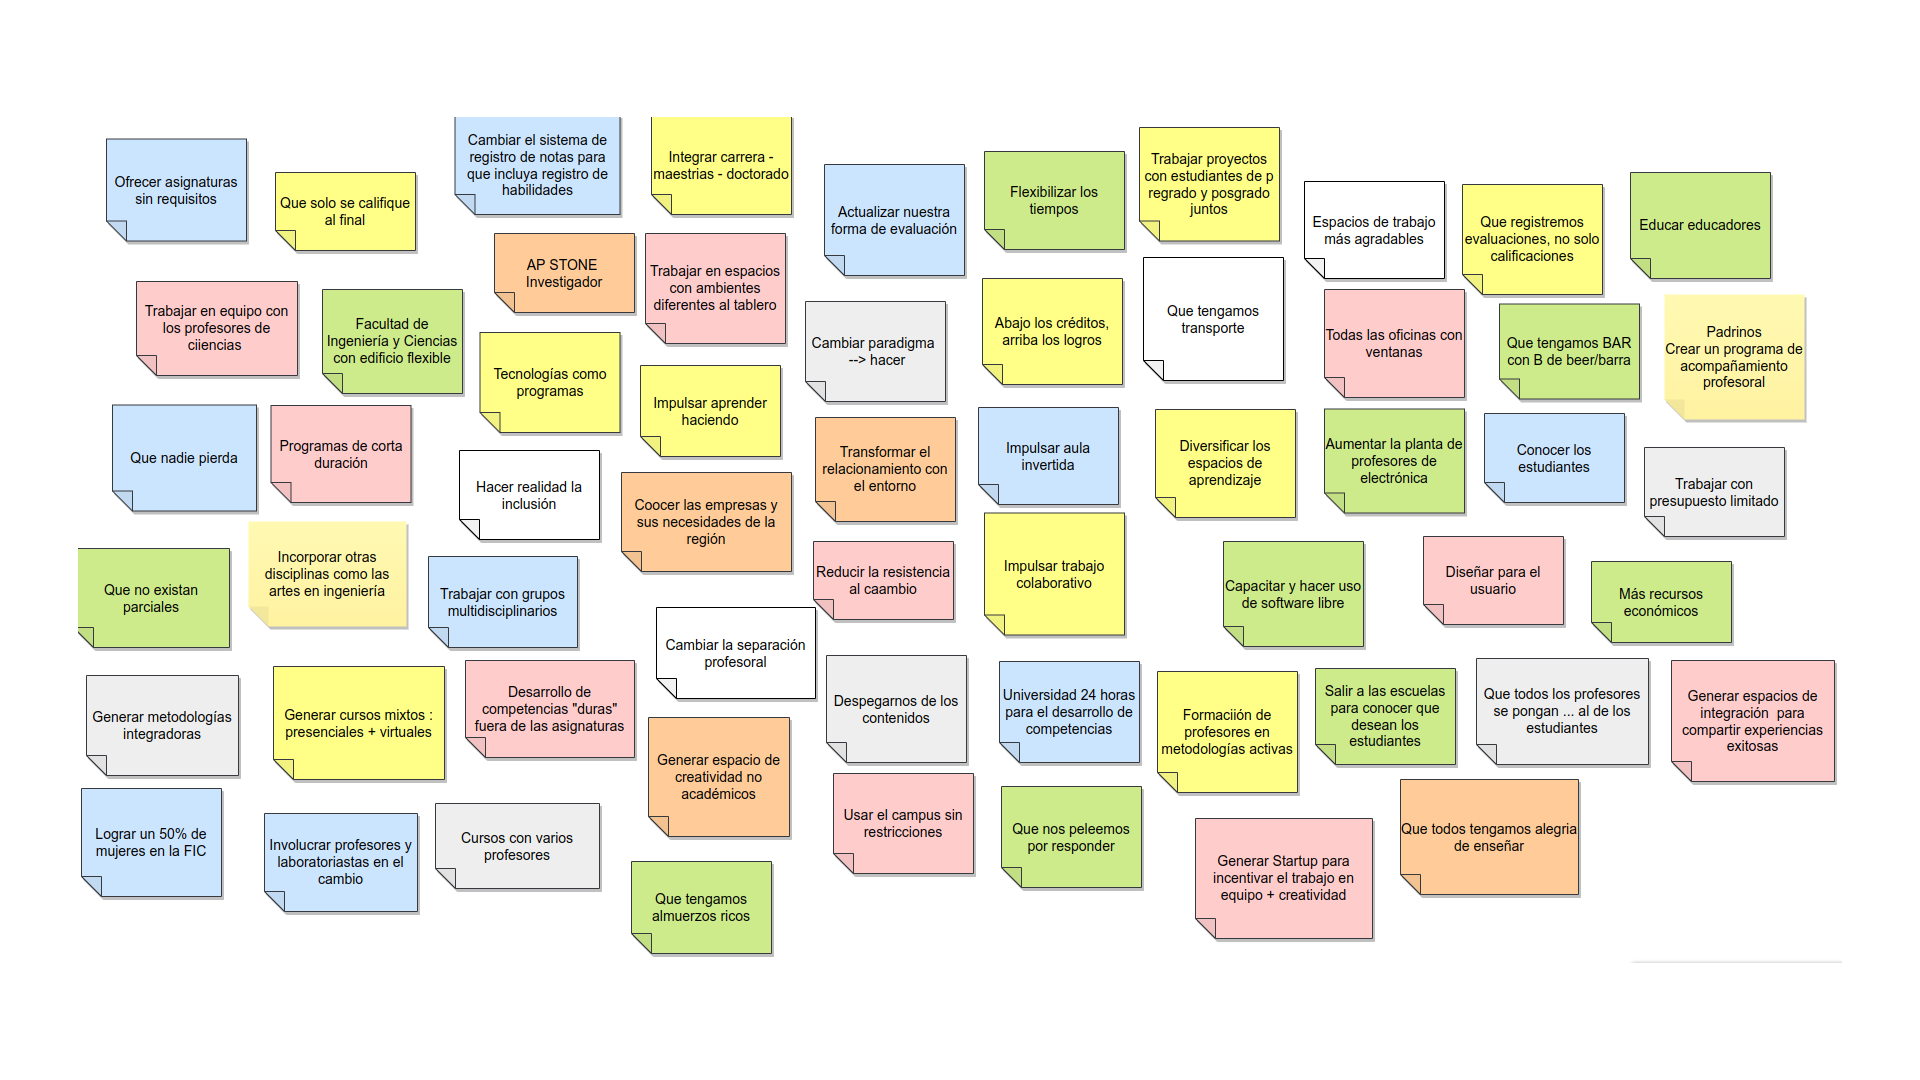 Ofrecer asignaturas
sin requisitos
Que solo se califique
al final
Cambiar el sistema de
registro de notas para
que incluya registro de
habilidades
Integrar carrera -
maestrias - doctorado
Actualizar nuestra
forma de evaluación
Flexibilizar los
tiempos
Trabajar proyectos
con estudiantes de p
regrado y posgrado
juntos
Espacios de trabajo
más agradables
Que registremos
evaluaciones, no solo
calificaciones
Educar educadores
Trabajar en equipo con
los profesores de
ciiencias
Facultad de
Ingeniería y Ciencias
con edificio flexible
AP STONE
Investigador
Trabajar en espacios
con ambientes
diferentes al tablero
Tecnologías como
programas
Impulsar aprender
haciendo
Cambiar paradigma
--> hacer
Abajo los créditos,
arriba los logros
Que tengamos
transporte
Todas las oficinas con
ventanas
Que tengamos BAR
con B de beer/barra
Padrinos
Crear un programa de
acompañamiento
profesoral
Que nadie pierda
Programas de corta
duración
Hacer realidad la
inclusión
Coocer las empresas y
sus necesidades de la
región
Transformar el
relacionamiento con
el entorno
Impulsar aula
invertida
Diversificar los
espacios de
aprendizaje
Aumentar la planta de
profesores de
electrónica
Conocer los
estudiantes
Trabajar con
presupuesto limitado
Que no existan
parciales
Incorporar otras
disciplinas como las
artes en ingeniería
Trabajar con grupos
multidisciplinarios
Reducir la resistencia
al caambio
Impulsar trabajo
colaborativo
Capacitar y hacer uso
de software libre
Diseñar para el
usuario
Más recursos
económicos
Cambiar la separación
profesoral
Generar metodologías
integradoras
Generar cursos mixtos :
presenciales + virtuales
Desarrollo de
competencias "duras"
fuera de las asignaturas
Generar espacio de
creatividad no
académicos
Despegarnos de los
contenidos
Universidad 24 horas
para el desarrollo de
competencias
Formaciión de
profesores en
metodologías activas
Salir a las escuelas
para conocer que
desean los
estudiantes
Que todos los profesores
se pongan ... al de los
estudiantes
Generar espacios de
integración  para
compartir experiencias
exitosas
Lograr un 50% de
mujeres en la FIC
Involucrar profesores y
laboratoriastas en el
cambio
Cursos con varios
profesores
Que tengamos
almuerzos ricos
Usar el campus sin
restricciones
Que nos peleemos
por responder
Generar Startup para
incentivar el trabajo en
equipo + creatividad
Que todos tengamos alegria
de enseñar